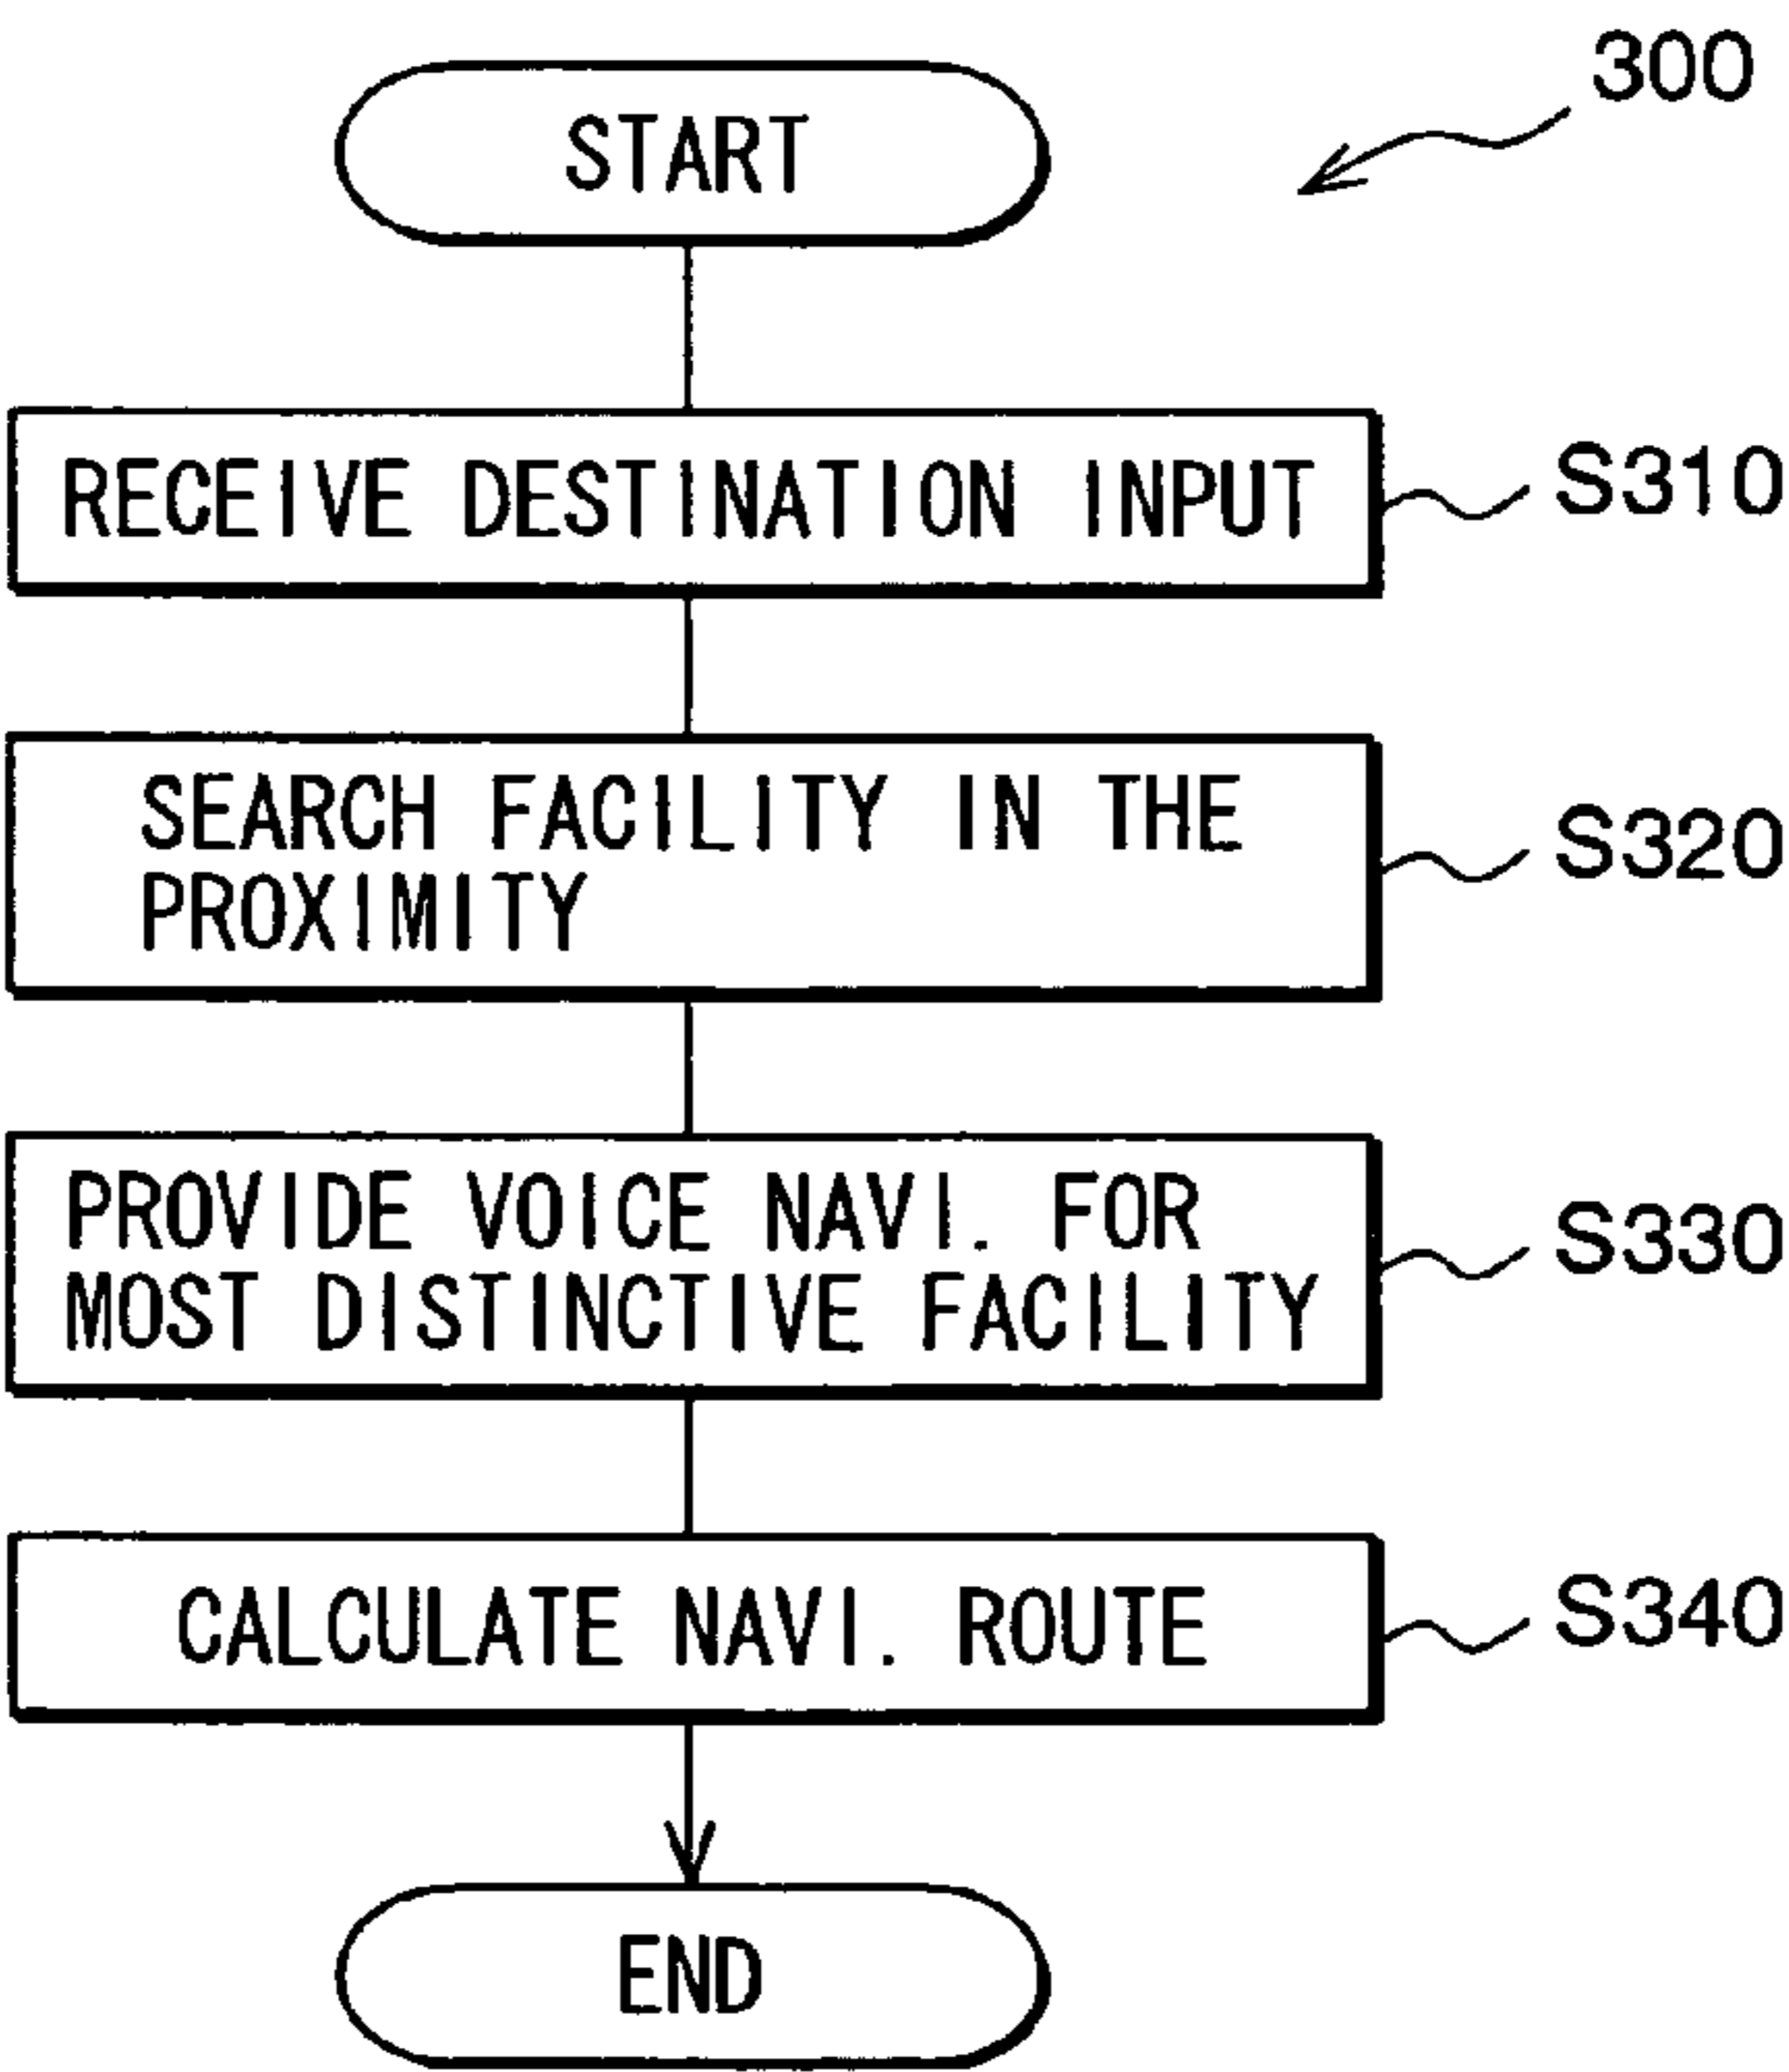 300
START
RECEIVE DESTINATION INPUT
S310
SEARCH FACILITY IN THE
PROXIMITY
S320
PROVIDE VOICE NAVI. FOR
MOST DISTINCTIVE FACILITY
S330
CALCULATE NAVI. ROUTE
S340
END